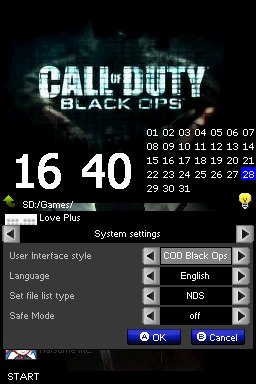 CALL OF DUTY
BLACK OPS
16 40
01 02 03 04 05 06 07
08 09 10 11 12 13 14
15 16 17 18 19 20 21
22 23 24 25 26 27 28
29 30 31
SD:/Games/
Love Plus
System settings
User Interface style COD Black Ops
Language English
Set file list type NDS
Safe Mode off
A OK B Cancel
Natsume Inc.
START